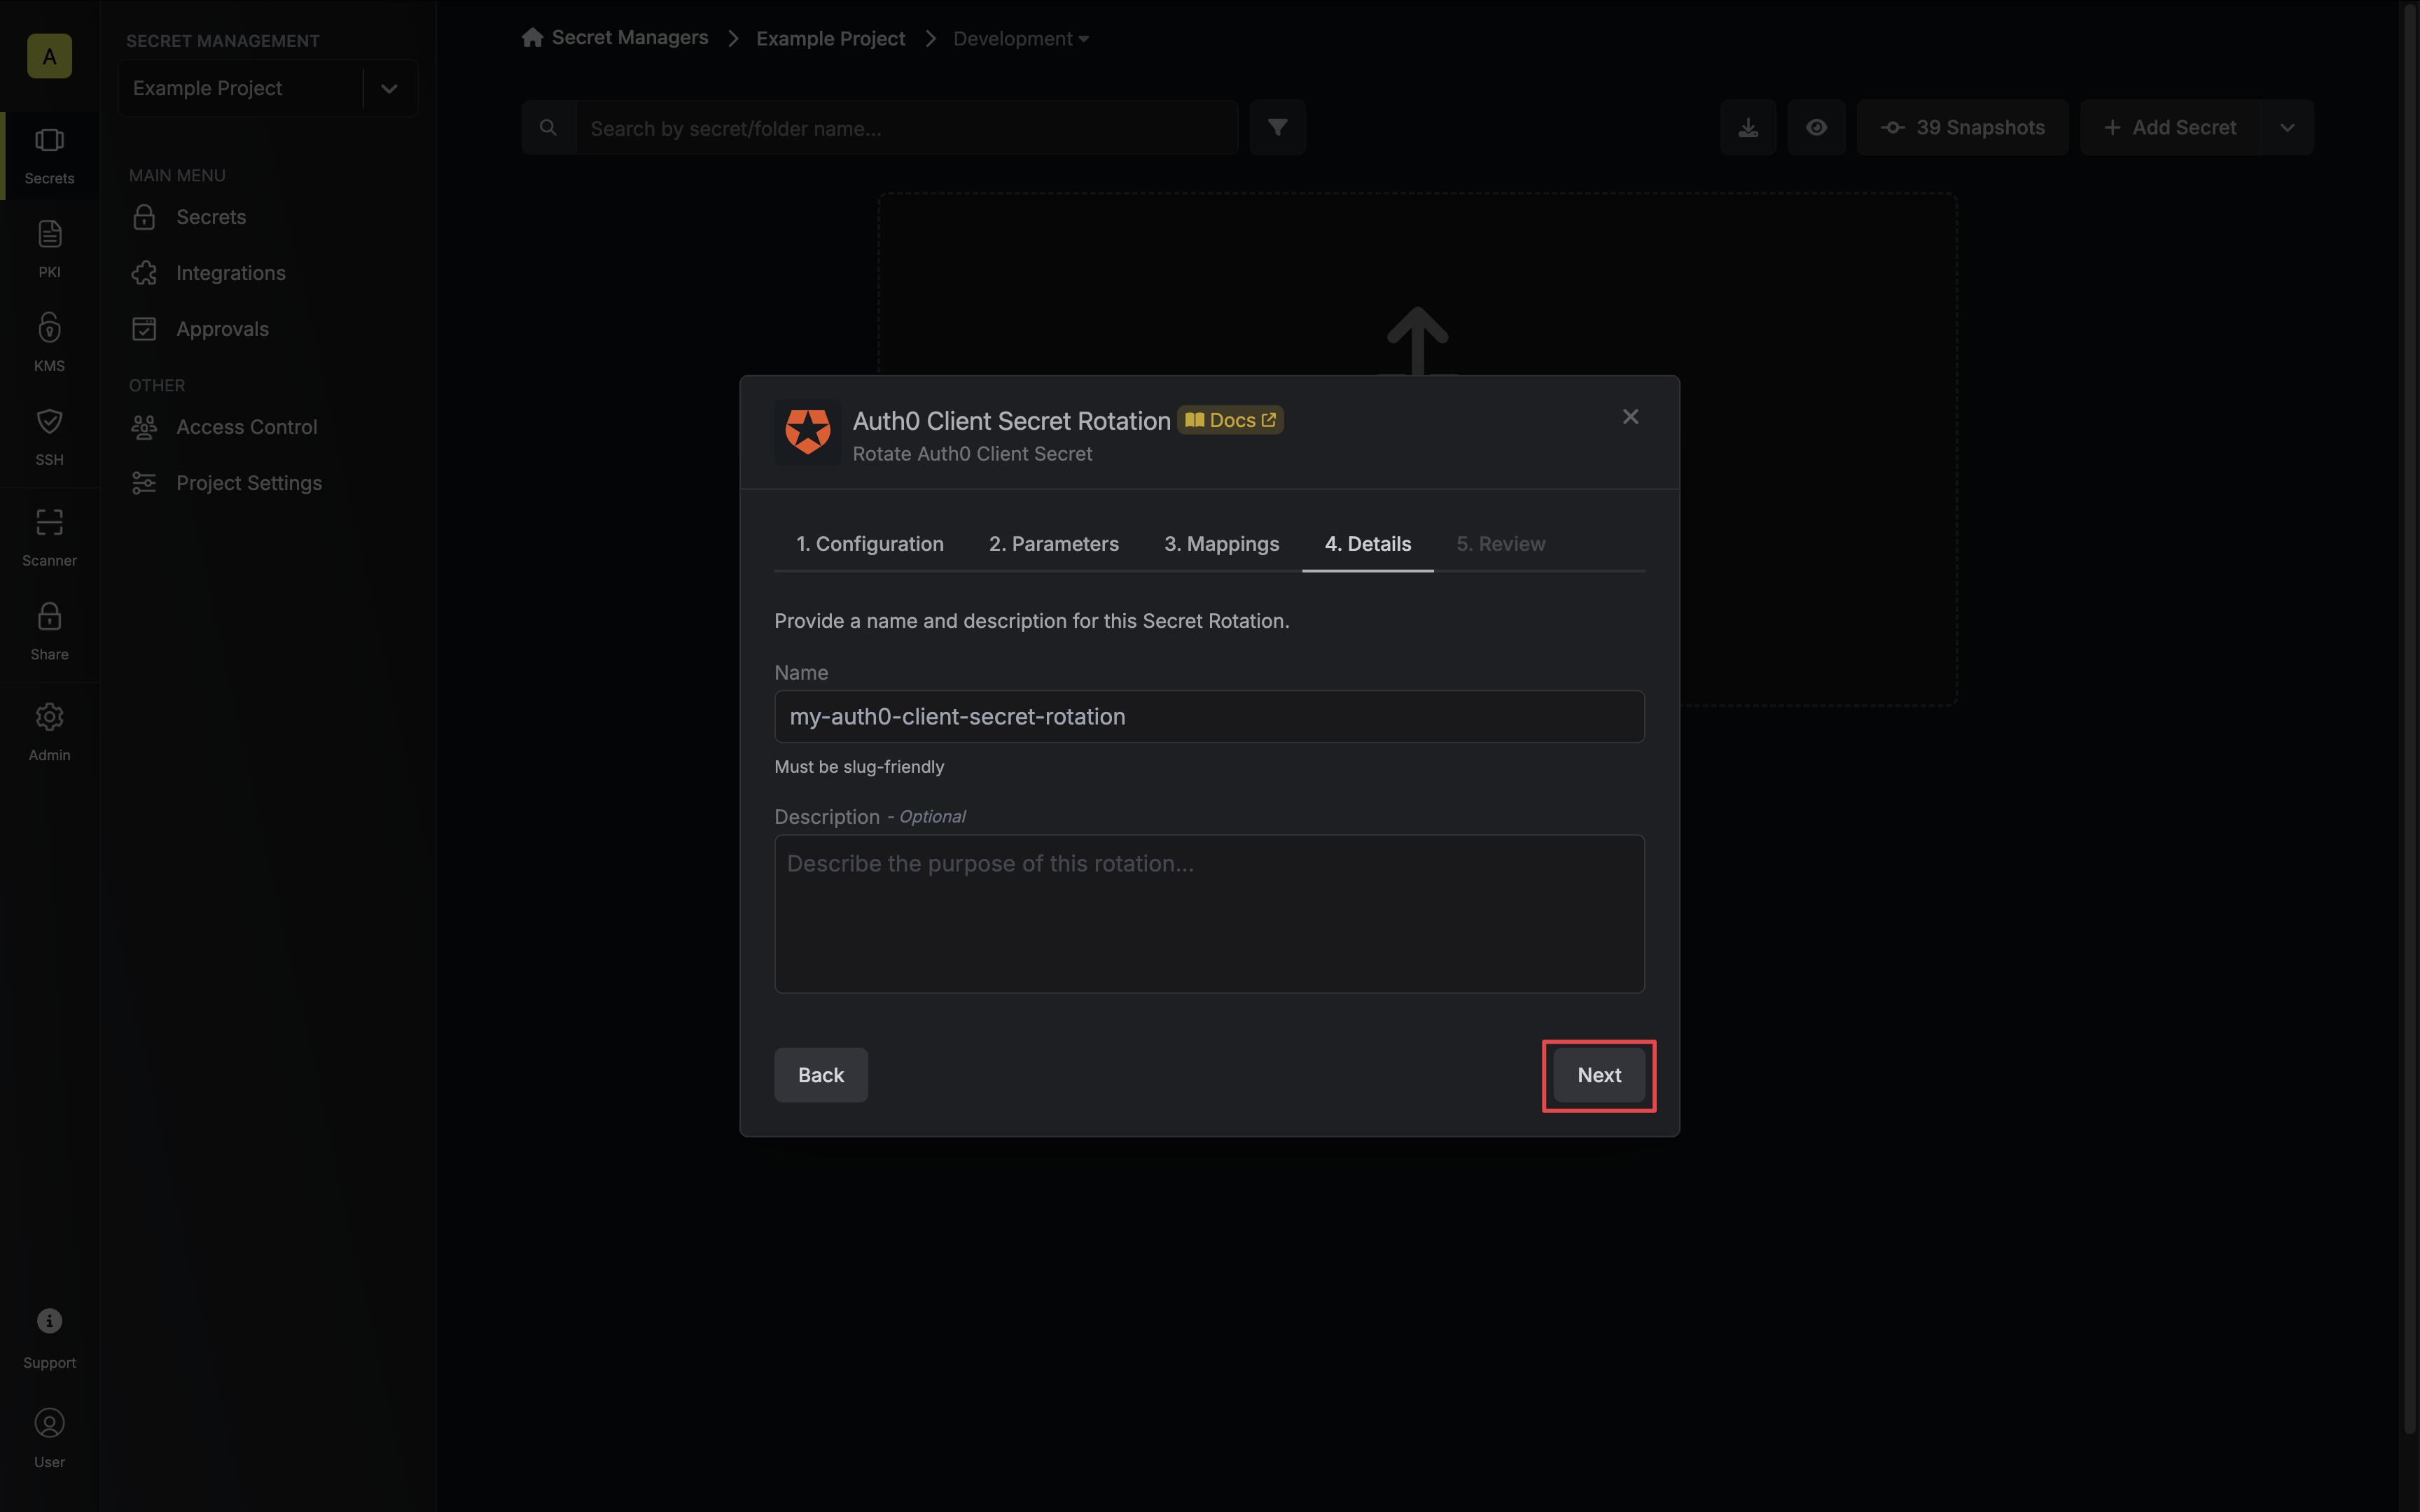 A
Secrets
PKI
KMS
SSH
Scanner
Share
Admin
Support
User
SECRET MANAGEMENT
Example Project
MAIN MENU
Secrets
Integrations
Approvals
OTHER
Access Control
Project Settings
Secret Managers > Example Project > Development
Search by secret/folder name...
39 Snapshots
+ Add Secret
Auth0 Client Secret Rotation Docs
Rotate Auth0 Client Secret
1. Configuration 2. Parameters 3. Mappings 4. Details 5. Review
Provide a name and description for this Secret Rotation.
Name
my-auth0-client-secret-rotation
Must be slug-friendly
Description - Optional
Describe the purpose of this rotation...
Back Next